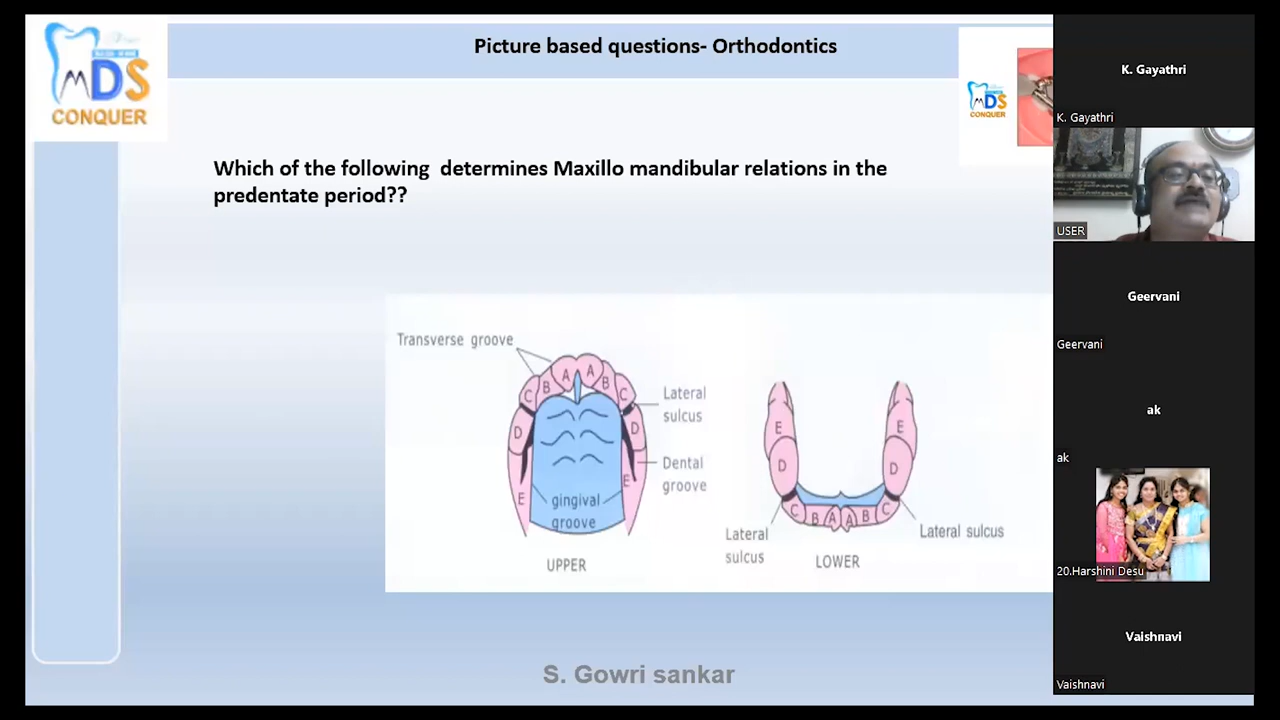 Picture based questions- Orthodontics
MDS
CONQUER
MDS
CONQUER
Which of the following determines Maxillo mandibular relations in the
predentate period??
Transverse groove
A A
B B
C C
D D
E E
Lateral
sulcus
Dental
groove
gingival
groove
UPPER
E E
D D
C B A A B C
Lateral
sulcus
Lateral sulcus
LOWER
S. Gowri sankar
K. Gayathri
K. Gayathri
USER
Geervani
Geervani
ak
ak
20.Harshini Desu
Vaishnavi
Vaishnavi